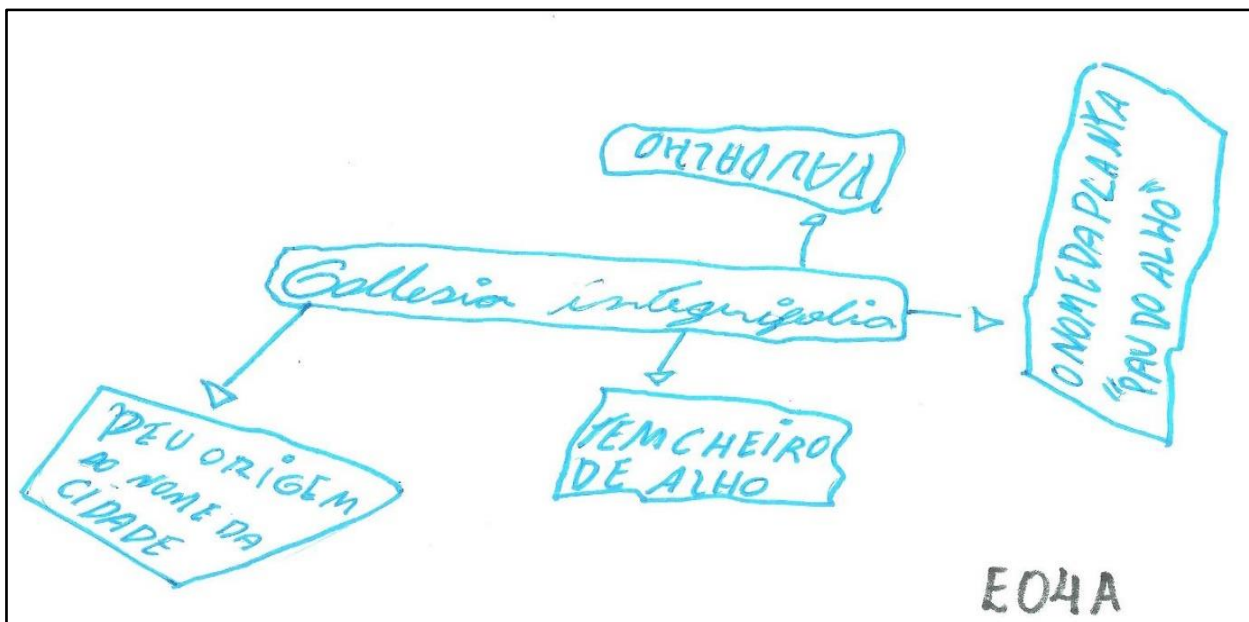 PAUDALHO
O NOME DA PLANTA
"PAU DO ALHO"
Gallesia integrifolia
DEU ORIGEM
AO NOME DA
CIDADE
TEM CHEIRO
DE ALHO
E04A